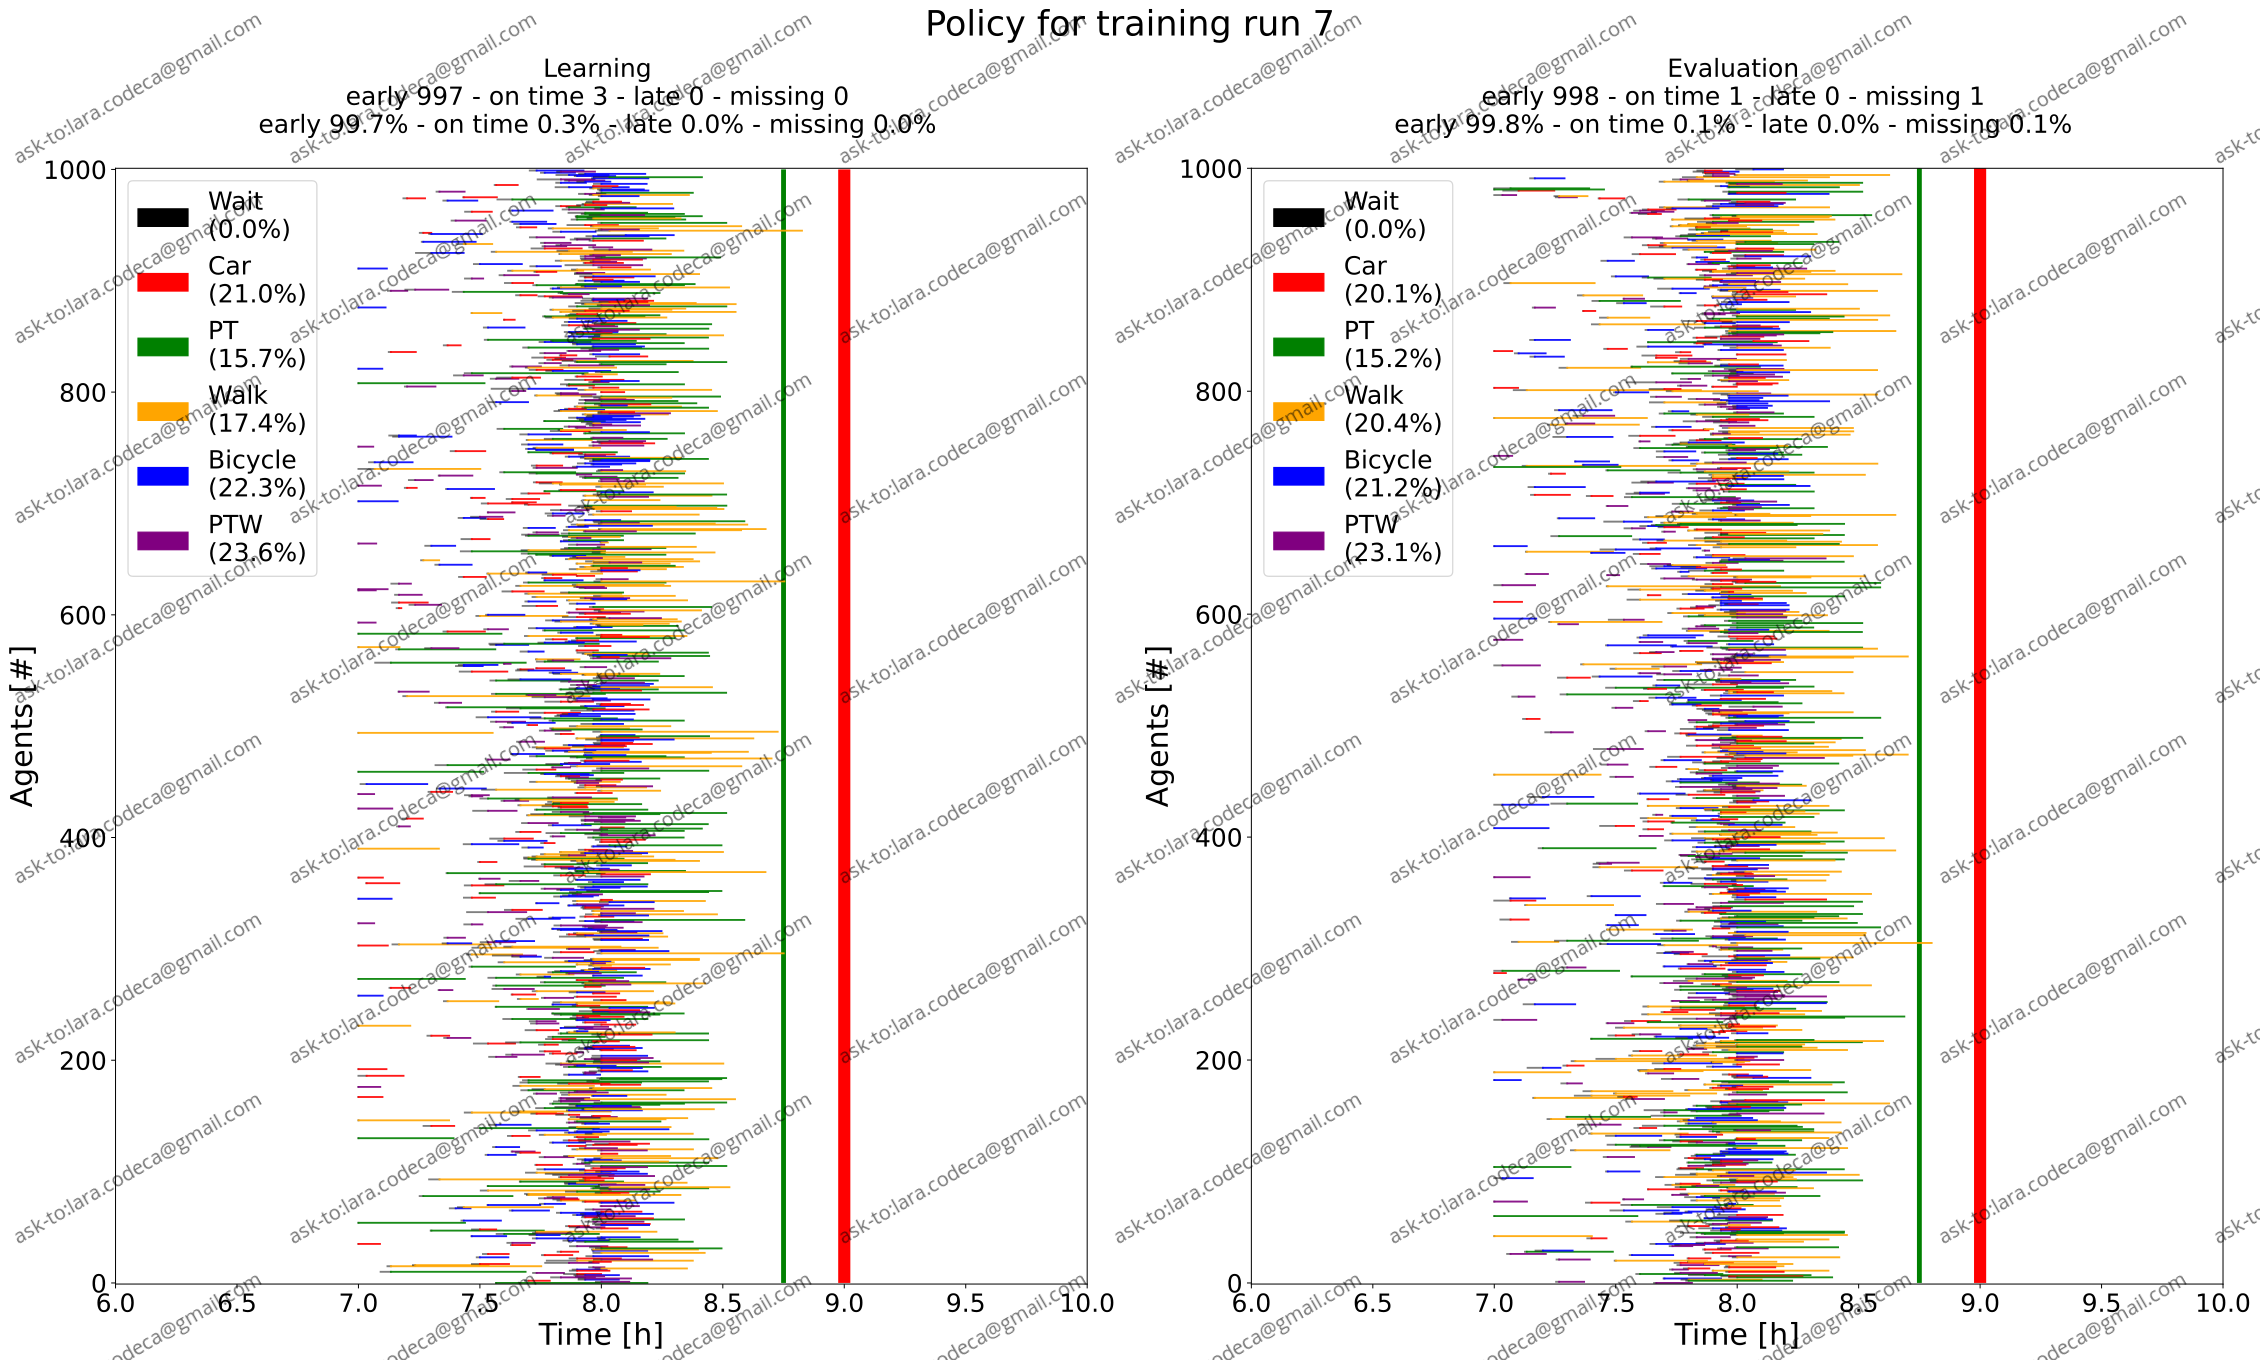 Policy for training run 7
Learning
early 997 - on time 3 - late 0 - missing 0
early 99.7% - on time 0.3% - late 0.0% - missing 0.0%
Evaluation
early 998 - on time 1 - late 0 - missing 1
early 99.8% - on time 0.1% - late 0.0% - missing 0.1%
Agents [#]
1000
800
600
400
200
0
Wait
(0.0%)
Car
(21.0%)
PT
(15.7%)
Walk
(17.4%)
Bicycle
(22.3%)
PTW
(23.6%)
6.0 6.5 7.0 7.5 8.0 8.5 9.0 9.5 10.0
Time [h]
Agents [#]
1000
800
600
400
200
0
Wait
(0.0%)
Car
(20.1%)
PT
(15.2%)
Walk
(20.4%)
Bicycle
(21.2%)
PTW
(23.1%)
6.0 6.5 7.0 7.5 8.0 8.5 9.0 9.5 10.0
Time [h]
ask-to:lara.codeca@gmail.com